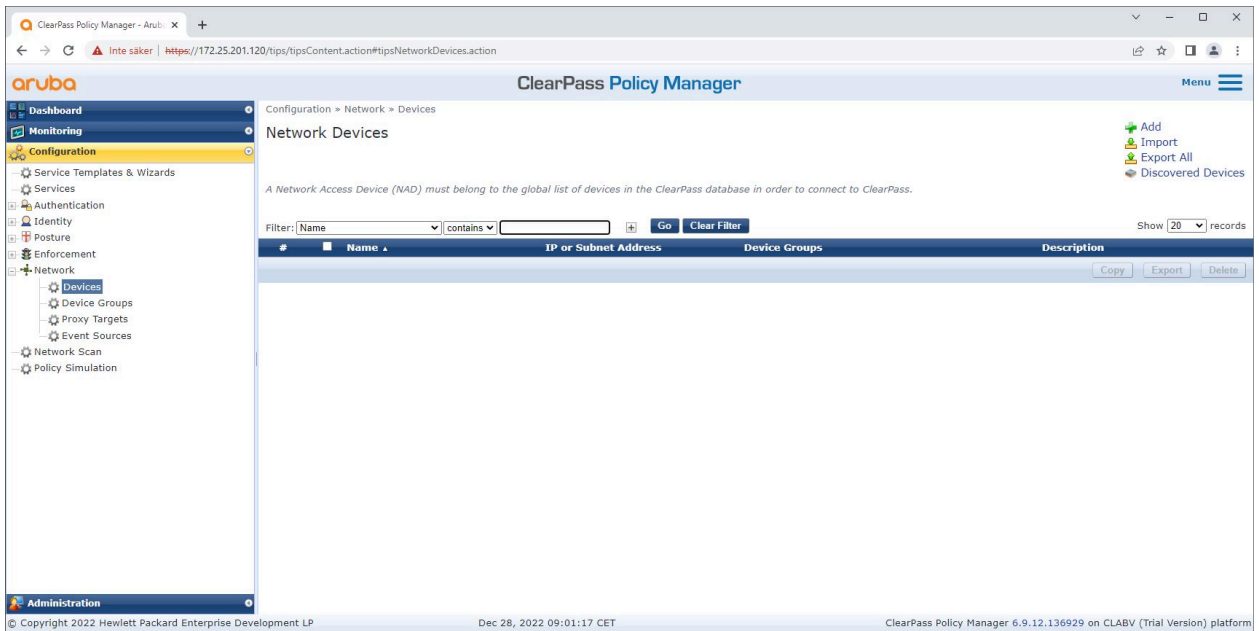 ClearPass Policy Manager - Arub
Inte säker | https://172.25.201.120/tips/tipsContent.action#tipsNetworkDevices.action
aruba
ClearPass Policy Manager
Menu
Dashboard
Monitoring
Configuration
Service Templates & Wizards
Services
Authentication
Identity
Posture
Enforcement
Network
Devices
Device Groups
Proxy Targets
Event Sources
Network Scan
Policy Simulation
Administration
Configuration » Network » Devices
Network Devices
Add
Import
Export All
Discovered Devices
A Network Access Device (NAD) must belong to the global list of devices in the ClearPass database in order to connect to ClearPass.
Filter: Name contains + Go Clear Filter Show 20 records
# Name ▲ IP or Subnet Address Device Groups Description
Copy Export Delete
© Copyright 2022 Hewlett Packard Enterprise Development LP Dec 28, 2022 09:01:17 CET ClearPass Policy Manager 6.9.12.136929 on CLABV (Trial Version) platform